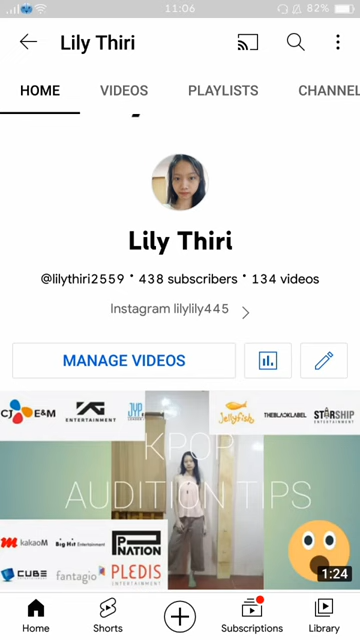 11:06
82%
Lily Thiri
HOME VIDEOS PLAYLISTS CHANNEL
Lily Thiri
@lilythiri2559 • 438 subscribers • 134 videos
Instagram lilylily445
MANAGE VIDEOS
CJ E&M
YG ENTERTAINMENT
JYP
Jellyfish
THEBLACKLABEL
STARSHIP ENTERTAINMENT
KPOP
AUDITION TIPS
kakaoM
Big Hit Entertainment
P NATION
CUBE
fantagio
PLEDIS ENTERTAINMENT
1:24
Home Shorts Subscriptions Library